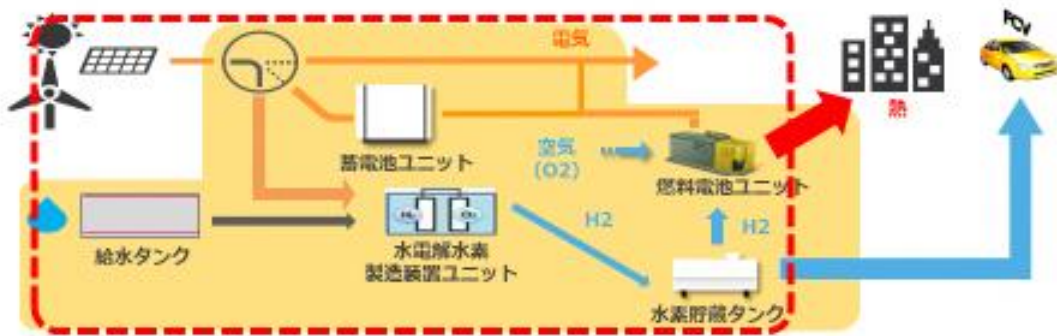 FCV
電気
熱
蓄電池ユニット
空気
(O2)
燃料電池ユニット
H2
O2
H2
H2
給水タンク
水電解水素
製造装置ユニット
水素貯蔵タンク